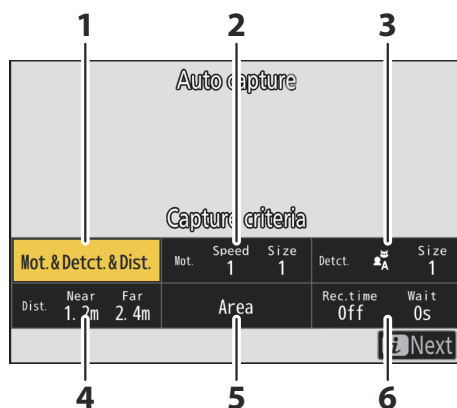 1 2 3
Auto capture
Capture criteria
Mot.&Detct.&Dist.
Mot. Speed 1 Size 1
Detct. A Size 1
Dist. Near 1.2m Far 2.4m
Area
Rec.time Off Wait 0s
i Next
4 5 6